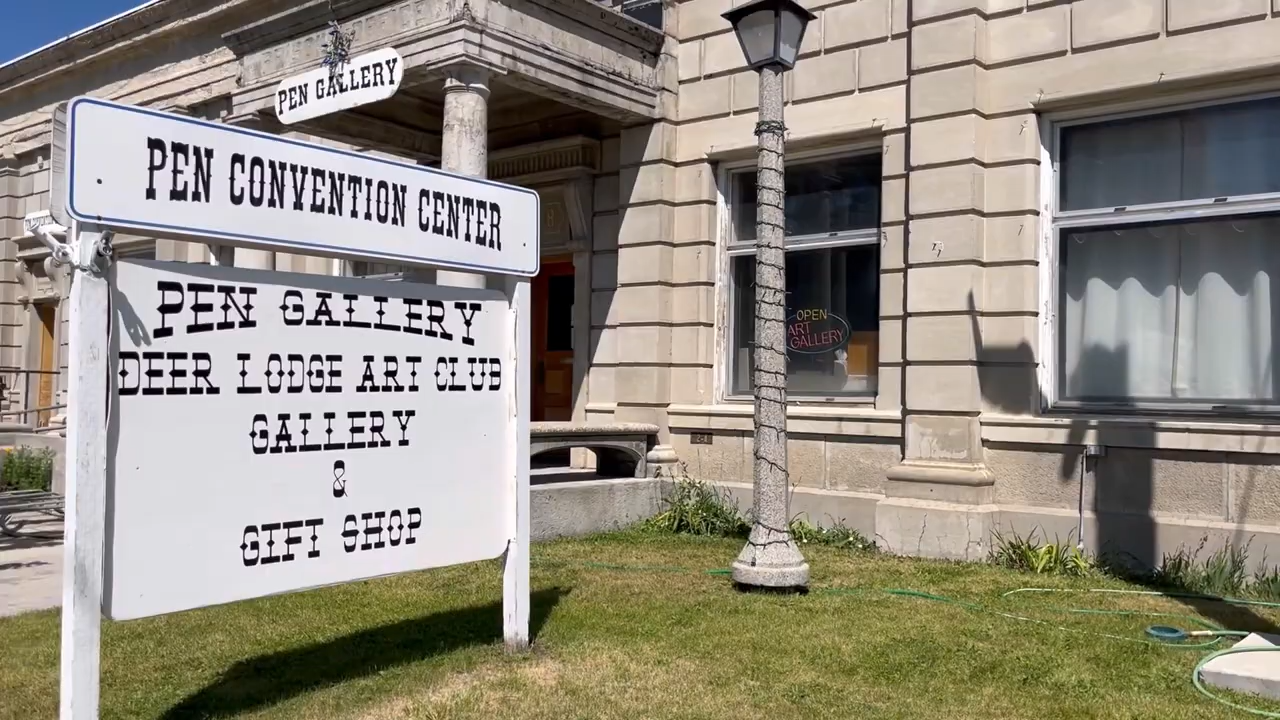 PEN GALLERY
PEN CONVENTION CENTER
PEN GALLERY
DEER LODGE ART CLUB
GALLERY
&
GIFT SHOP
OPEN
ART
GALLERY